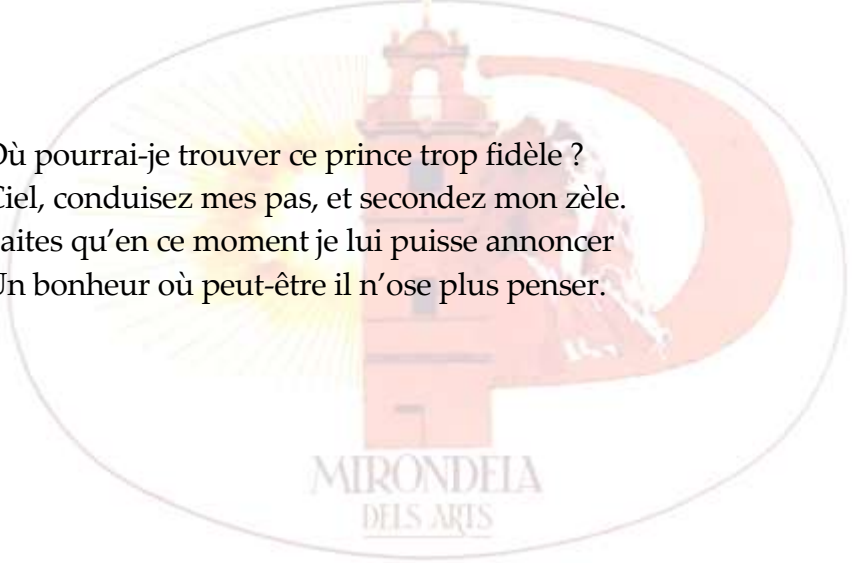 Où pourrai-je trouver ce prince trop fidèle ?
Ciel, conduisez mes pas, et secondez mon zèle.
Faites qu’en ce moment je lui puisse annoncer
Un bonheur où peut-être il n’ose plus penser.
MIRONDELA
DELS ARTS